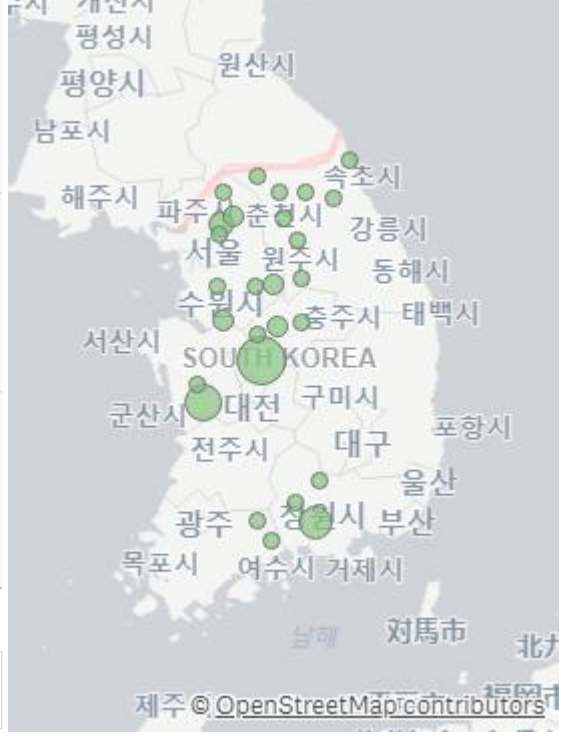 개천시
평성시
원산시
평양시
남포시
속초시
해주시
파주시
춘천시
강릉시
서울
원주시
동해시
수원시
충주시
태백시
서산시
SOUTH KOREA
구미시
대전
군산시
포항시
전주시
대구
울산
창원시
광주
부산
목포시
여수시
거제시
対馬市
남해
제주
© OpenStreetMap contributors